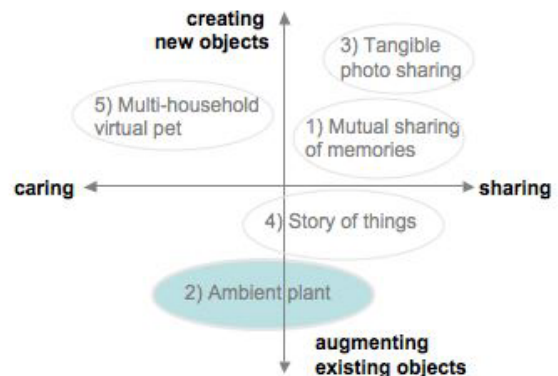 creating
new objects
3) Tangible
photo sharing
5) Multi-household
virtual pet
1) Mutual sharing
of memories
caring
sharing
4) Story of things
2) Ambient plant
augmenting
existing objects